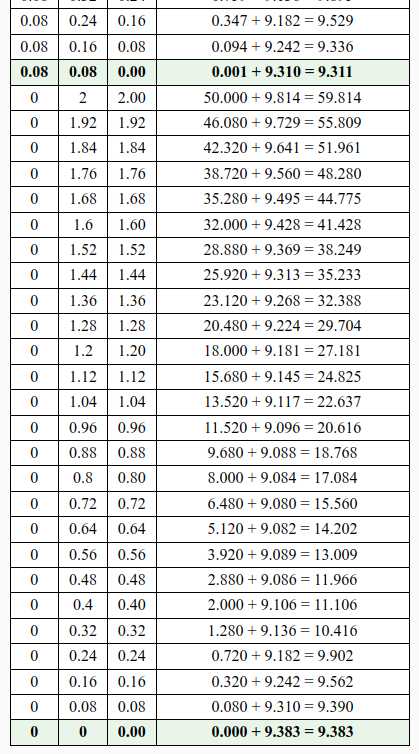 0.08 0.24 0.16 0.347 + 9.182 = 9.529
0.08 0.16 0.08 0.094 + 9.242 = 9.336
0.08 0.08 0.00 0.001 + 9.310 = 9.311
0 2 2.00 50.000 + 9.814 = 59.814
0 1.92 1.92 46.080 + 9.729 = 55.809
0 1.84 1.84 42.320 + 9.641 = 51.961
0 1.76 1.76 38.720 + 9.560 = 48.280
0 1.68 1.68 35.280 + 9.495 = 44.775
0 1.6 1.60 32.000 + 9.428 = 41.428
0 1.52 1.52 28.880 + 9.369 = 38.249
0 1.44 1.44 25.920 + 9.313 = 35.233
0 1.36 1.36 23.120 + 9.268 = 32.388
0 1.28 1.28 20.480 + 9.224 = 29.704
0 1.2 1.20 18.000 + 9.181 = 27.181
0 1.12 1.12 15.680 + 9.145 = 24.825
0 1.04 1.04 13.520 + 9.117 = 22.637
0 0.96 0.96 11.520 + 9.096 = 20.616
0 0.88 0.88 9.680 + 9.088 = 18.768
0 0.8 0.80 8.000 + 9.084 = 17.084
0 0.72 0.72 6.480 + 9.080 = 15.560
0 0.64 0.64 5.120 + 9.082 = 14.202
0 0.56 0.56 3.920 + 9.089 = 13.009
0 0.48 0.48 2.880 + 9.086 = 11.966
0 0.4 0.40 2.000 + 9.106 = 11.106
0 0.32 0.32 1.280 + 9.136 = 10.416
0 0.24 0.24 0.720 + 9.182 = 9.902
0 0.16 0.16 0.320 + 9.242 = 9.562
0 0.08 0.08 0.080 + 9.310 = 9.390
0 0 0.00 0.000 + 9.383 = 9.383